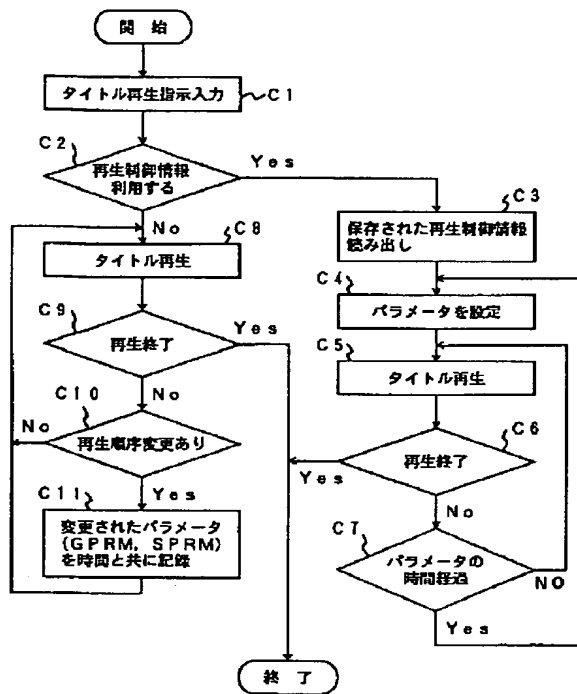 開 始
タイトル再生指示入力
C1
C2
再生制御情報
利用する
Yes
No
C3
保存された再生制御情報
読み出し
C8
タイトル再生
C4
パラメータを設定
C9
再生終了
Yes
No
C5
タイトル再生
C10
再生順序変更あり
No
Yes
C6
再生終了
Yes
No
C11
変更されたパラメータ
(GPRM, SPRM)
を時間と共に記録
C7
パラメータの
時間経過
NO
Yes
終 了